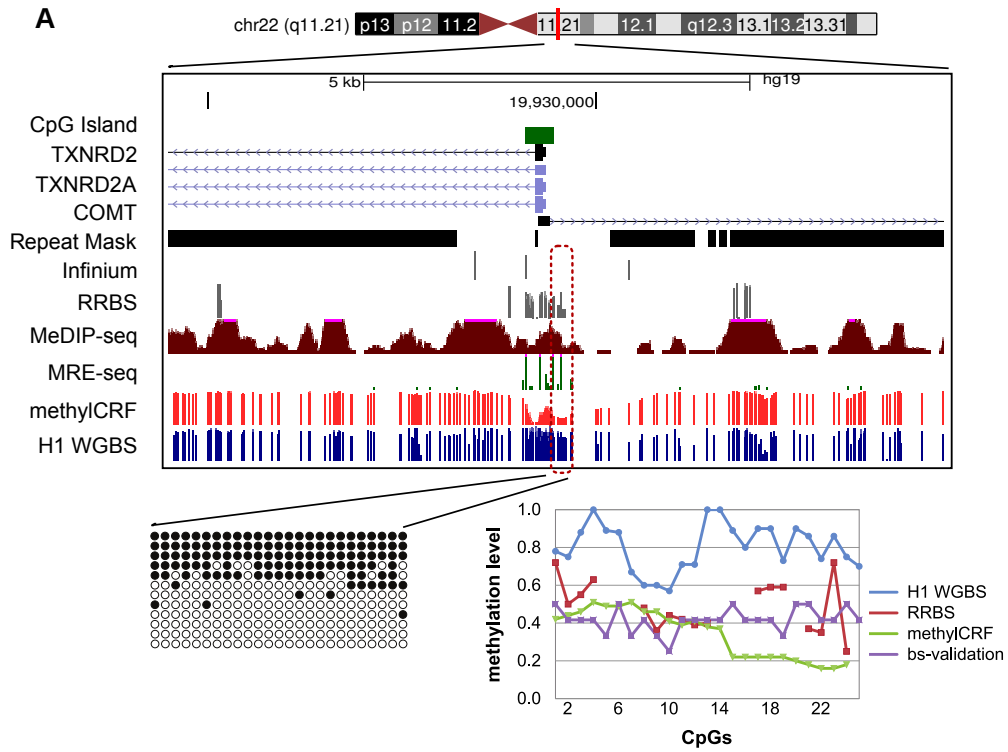 A
chr22 (q11.21) p13 p12 11.2 11.21 12.1 q12.3 13.1 13.2 13.31
5 kb hg19
19,930,000
CpG Island
TXNRD2
TXNRD2A
COMT
Repeat Mask
Infinium
RRBS
MeDIP-seq
MRE-seq
methylCRF
H1 WGBS
methylation level
1.0
0.8
0.6
0.4
0.2
0.0
2 6 10 14 18 22
CpGs
H1 WGBS
RRBS
methylCRF
bs-validation